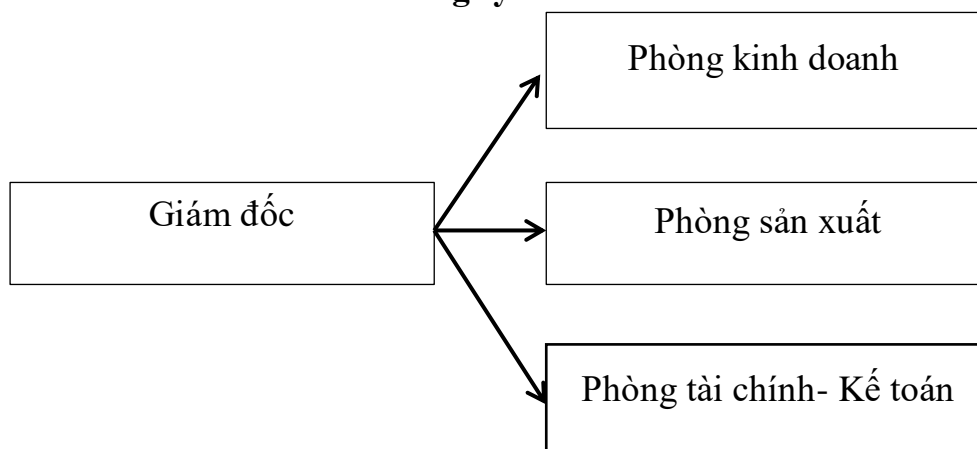 Phòng kinh doanh
Giám đốc
Phòng sản xuất
Phòng tài chính- Kế toán